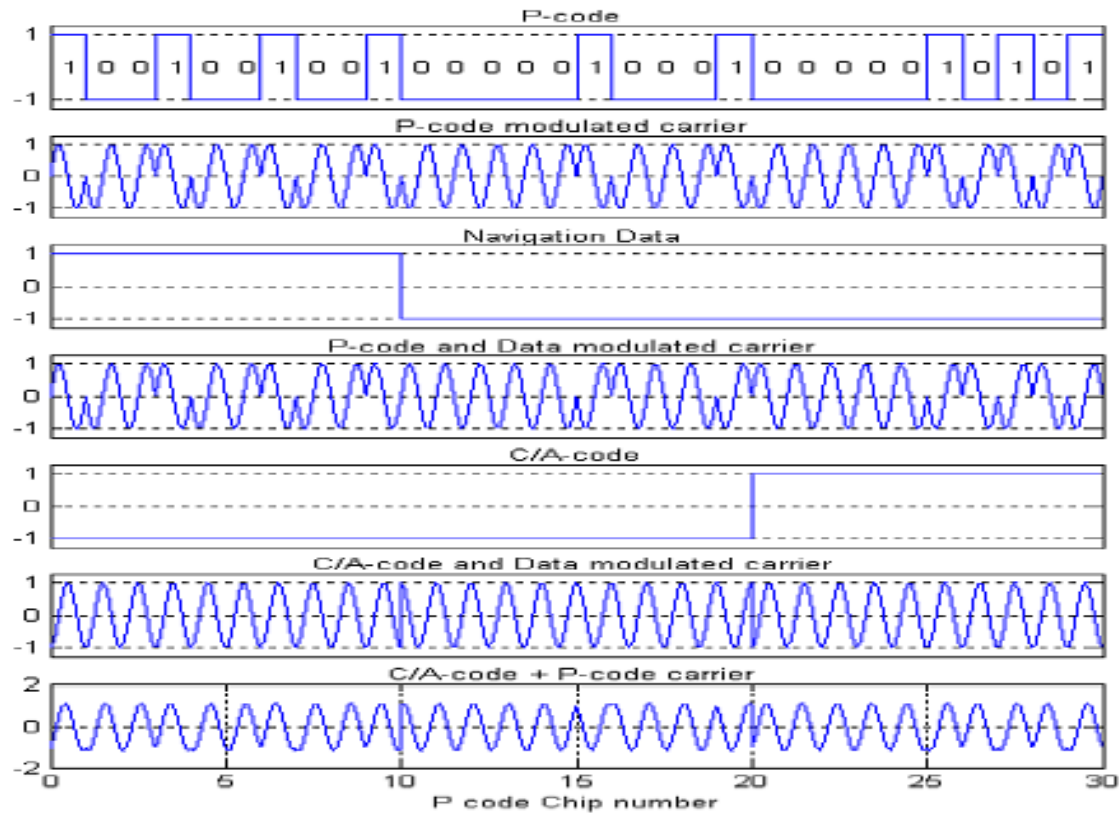 P-code
1
1 0 0 1 0 0 1 0 0 1 0 0 0 0 0 1 0 0 0 1 0 0 0 0 0 1 0 1 0 1
-1
P-code modulated carrier
1
0
-1
Navigation Data
1
0
-1
P-code and Data modulated carrier
1
0
-1
C/A-code
1
0
-1
C/A-code and Data modulated carrier
1
0
-1
C/A-code + P-code carrier
2
0
-2
0 5 10 15 20 25 30
P code Chip number